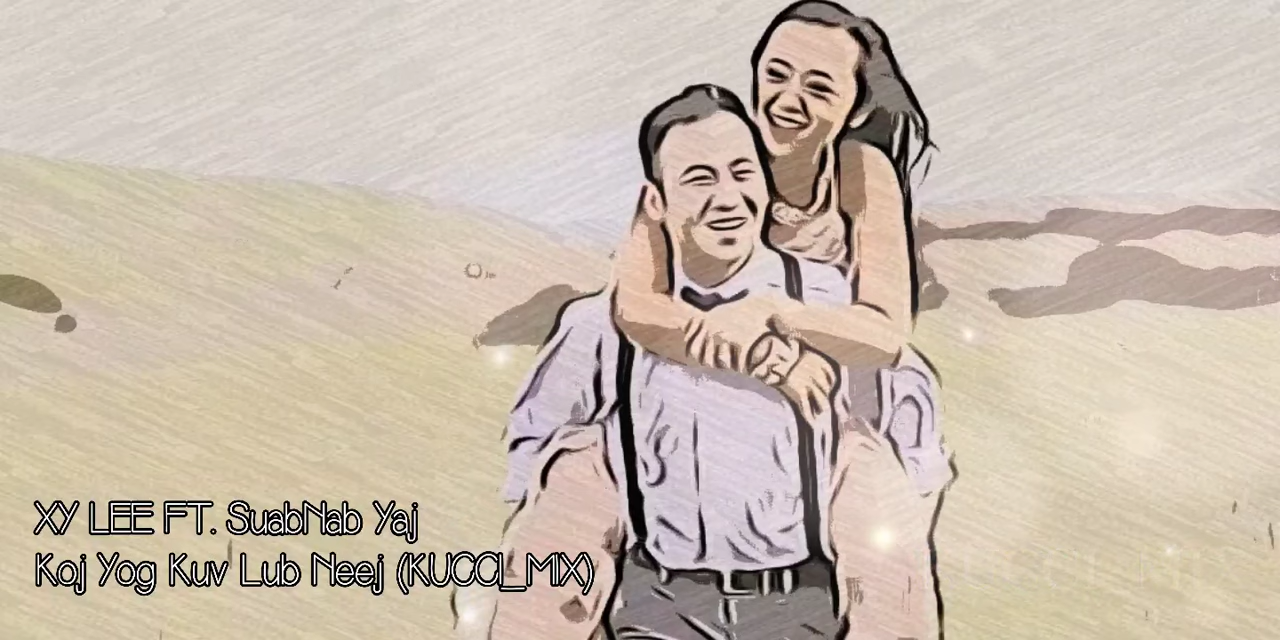 XY LEE FT. SuabNab Yaj
Koj Yog Kuv Lub Neej (KUCCI_MIX)